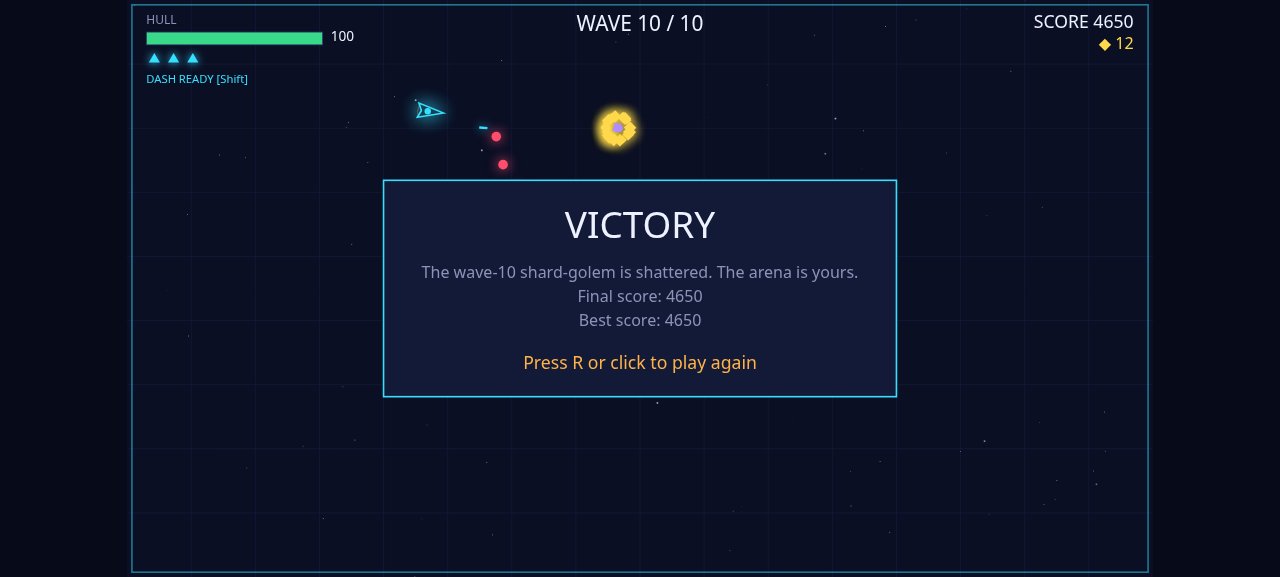 HULL
100
DASH READY [Shift]
WAVE 10 / 10
SCORE 4650
12
VICTORY
The wave-10 shard-golem is shattered. The arena is yours.
Final score: 4650
Best score: 4650
Press R or click to play again